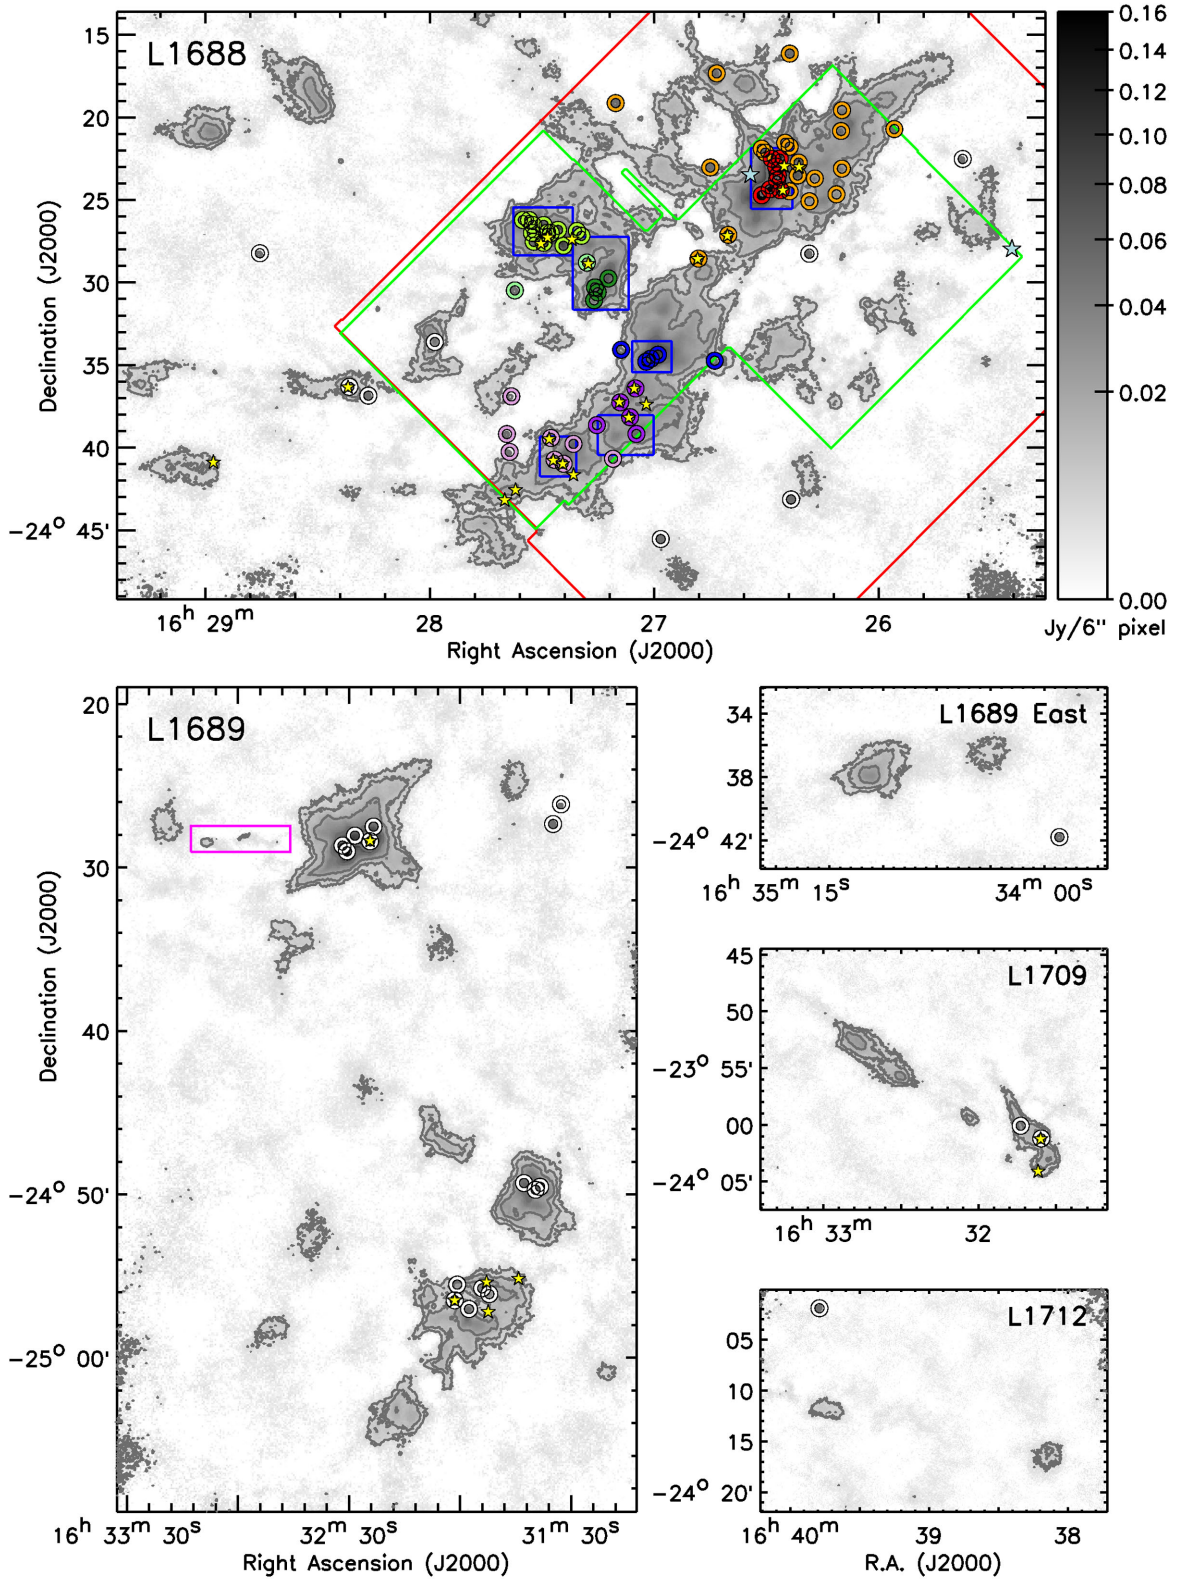 L1688
15
20
25
30
35
40
−24° 45'
Declination (J2000)
16h 29m
28
27
26
Right Ascension (J2000)
0.16
0.14
0.12
0.10
0.08
0.06
0.04
0.02
0.00
Jy/6" pixel
L1689
20
30
40
−24° 50'
−25° 00'
Declination (J2000)
16h 33m 30s
32m 30s
31m 30s
Right Ascension (J2000)
L1689 East
34
38
−24° 42'
16h 35m 15s
34m 00s
L1709
45
50
−23° 55'
00
−24° 05'
16h 33m
32
L1712
05
10
15
−24° 20'
16h 40m
39
38
R.A. (J2000)